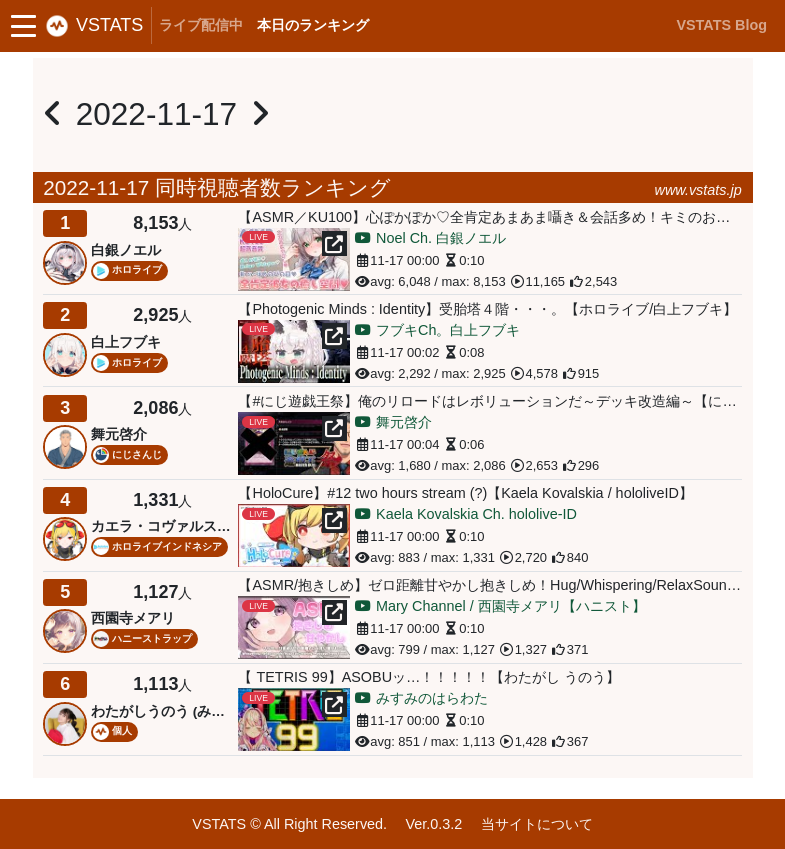 VSTATS ライブ配信中 本日のランキング VSTATS Blog
2022-11-17
2022-11-17 同時視聴者数ランキング www.vstats.jp
1 8,153人
白銀ノエル
ホロライブ
【ASMR／KU100】心ぽかぽか♡全肯定あまあま囁き＆会話多め！キミのお…
LIVE
Noel Ch. 白銀ノエル
11-17 00:00 0:10
avg: 6,048 / max: 8,153 11,165 2,543
2 2,925人
白上フブキ
ホロライブ
【Photogenic Minds : Identity】受胎塔４階・・・。【ホロライブ/白上フブキ】
LIVE
Photogenic Minds : Identity
フブキCh。白上フブキ
11-17 00:02 0:08
avg: 2,292 / max: 2,925 4,578 915
3 2,086人
舞元啓介
にじさんじ
【#にじ遊戯王祭】俺のリロードはレボリューションだ～デッキ改造編～【に…
LIVE
舞元啓介
11-17 00:04 0:06
avg: 1,680 / max: 2,086 2,653 296
4 1,331人
カエラ・コヴァルス…
ホロライブインドネシア
【HoloCure】#12 two hours stream (?)【Kaela Kovalskia / hololiveID】
LIVE
HoloCure
Kaela Kovalskia Ch. hololive-ID
11-17 00:00 0:10
avg: 883 / max: 1,331 2,720 840
5 1,127人
西園寺メアリ
ハニーストラップ
【ASMR/抱きしめ】ゼロ距離甘やかし抱きしめ！Hug/Whispering/RelaxSoun…
LIVE
ASMR
Mary Channel / 西園寺メアリ【ハニスト】
11-17 00:00 0:10
avg: 799 / max: 1,127 1,327 371
6 1,113人
わたがしうのう (み…
個人
【 TETRIS 99】ASOBUッ…！！！！！【わたがし うのう】
LIVE
TETRIS
99
みすみのはらわた
11-17 00:00 0:10
avg: 851 / max: 1,113 1,428 367
VSTATS © All Right Reserved. Ver.0.3.2 当サイトについて